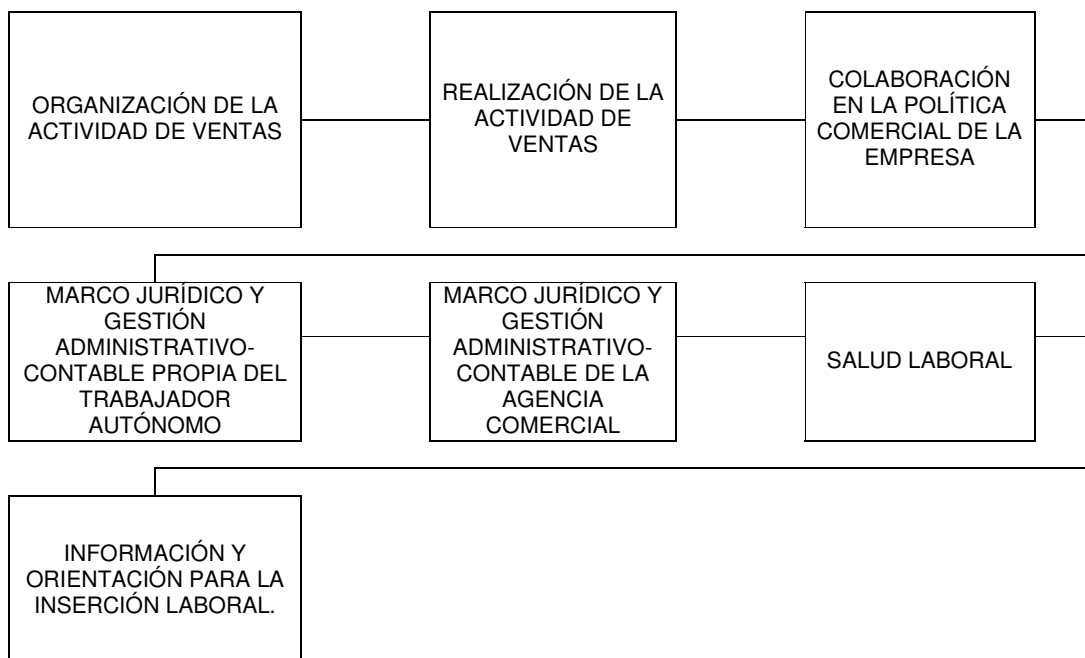 ORGANIZACIÓN DE LA
ACTIVIDAD DE VENTAS
REALIZACIÓN DE LA
ACTIVIDAD DE
VENTAS
COLABORACIÓN
EN LA POLÍTICA
COMERCIAL DE LA
EMPRESA
MARCO JURÍDICO Y
GESTIÓN
ADMINISTRATIVO-
CONTABLE PROPIA DEL
TRABAJADOR
AUTÓNOMO
MARCO JURÍDICO Y
GESTIÓN
ADMINISTRATIVO-
CONTABLE DE LA
AGENCIA
COMERCIAL
SALUD LABORAL
INFORMACIÓN Y
ORIENTACIÓN PARA LA
INSERCIÓN LABORAL.